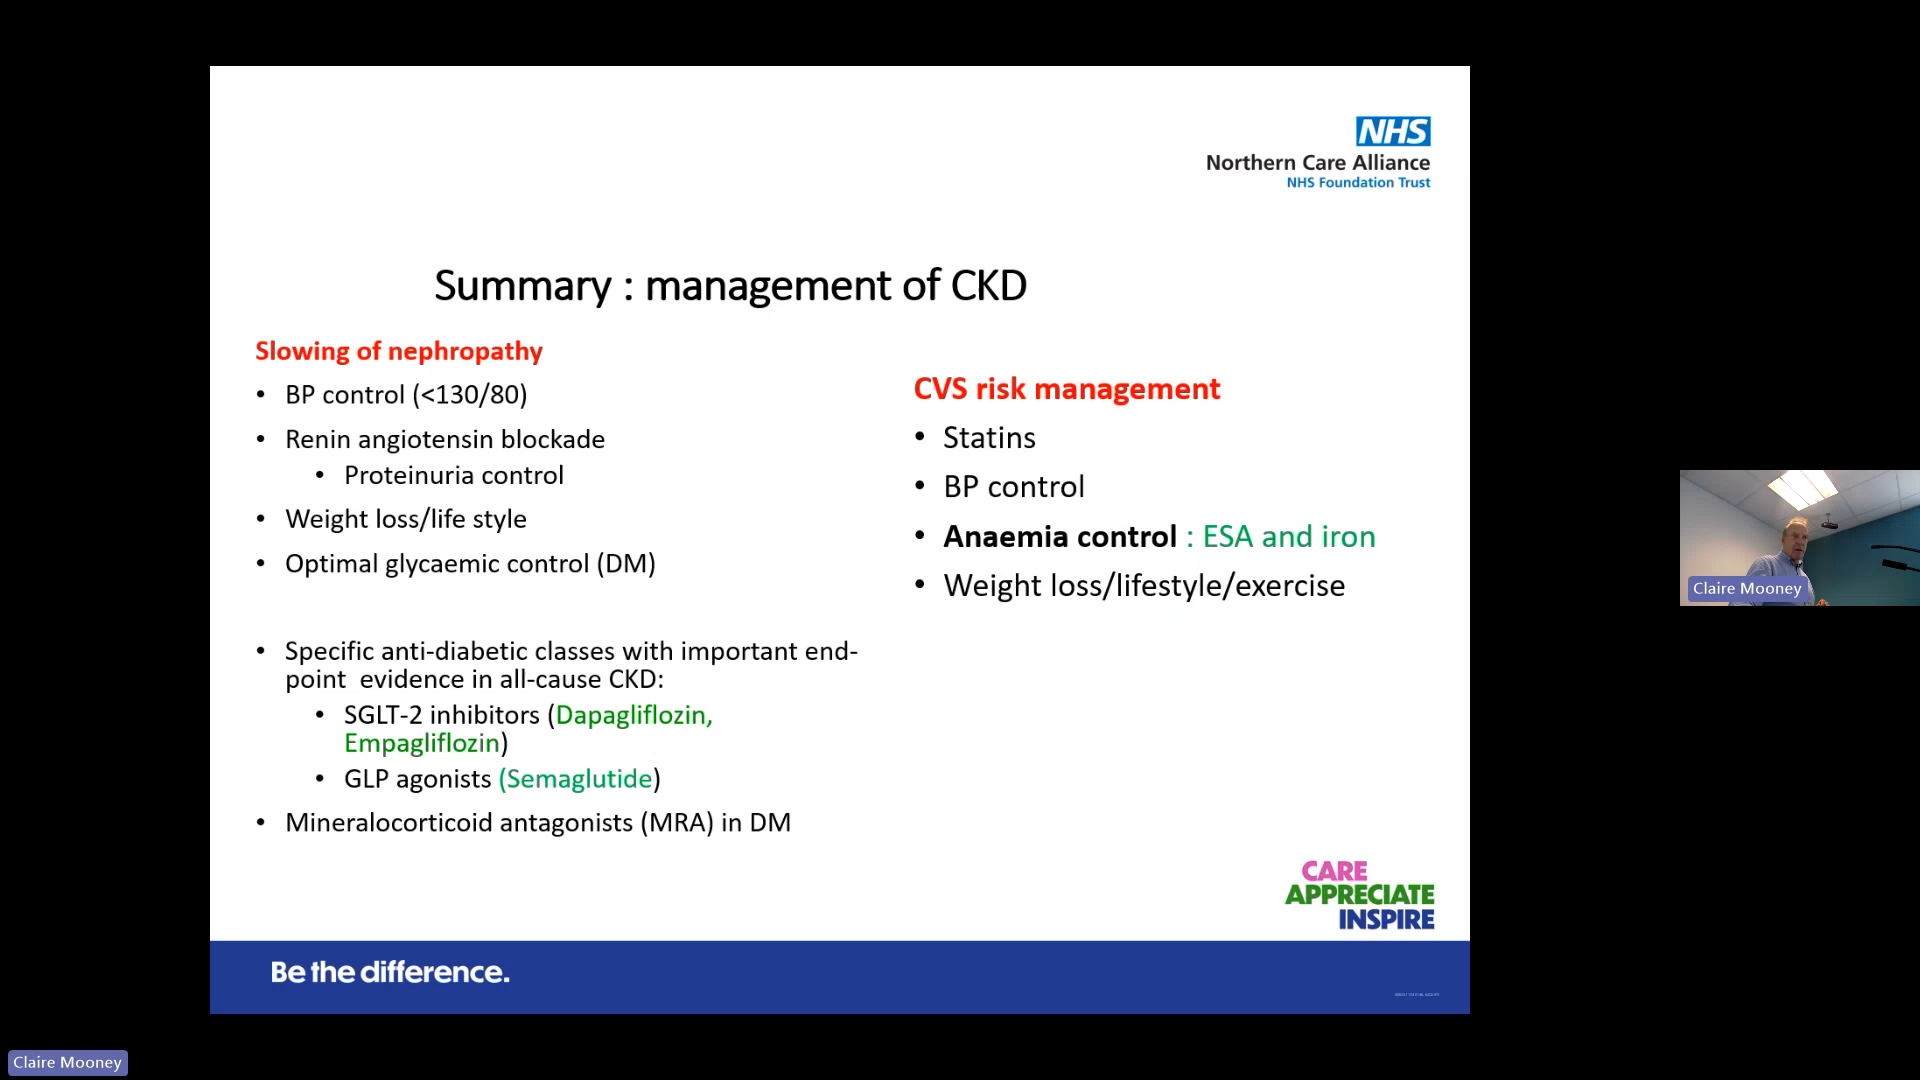 NHS
Northern Care Alliance
NHS Foundation Trust
Summary : management of CKD
Slowing of nephropathy
• BP control (<130/80)
• Renin angiotensin blockade
• Proteinuria control
• Weight loss/life style
• Optimal glycaemic control (DM)
• Specific anti-diabetic classes with important end-
point  evidence in all-cause CKD:
• SGLT-2 inhibitors (Dapagliflozin,
Empagliflozin)
• GLP agonists (Semaglutide)
• Mineralocorticoid antagonists (MRA) in DM
CVS risk management
• Statins
• BP control
• Anaemia control : ESA and iron
• Weight loss/lifestyle/exercise
CARE
APPRECIATE
INSPIRE
Be the difference.
Claire Mooney
Claire Mooney